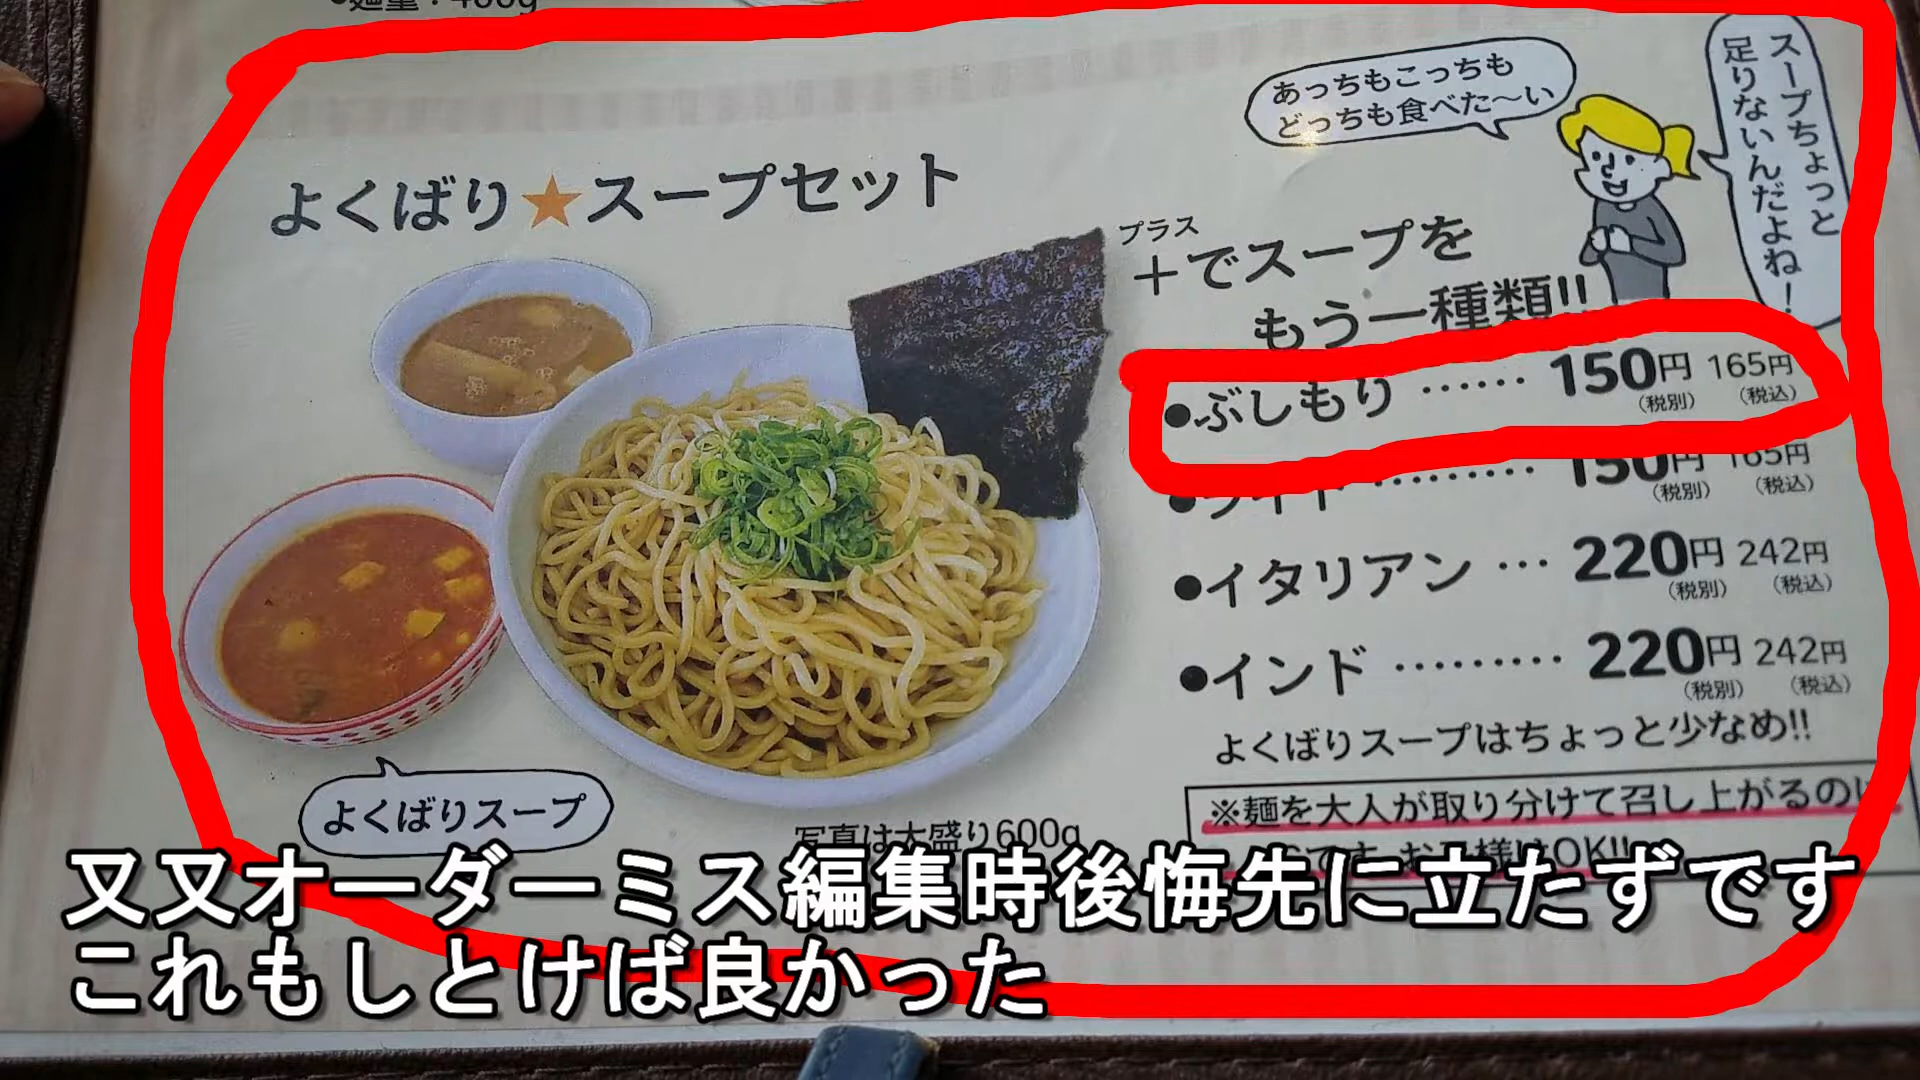 ●麺量：400g
あっちもこっちも
どっちも食べた〜い
スープちょっと
足りないんだよね！
よくばり★スープセット
プラス
＋でスープを
もう一種類!!
●ぶしもり …… 150円 165円
(税別) (税込)
150円 165円
(税別) (税込)
●イタリアン … 220円 242円
(税別) (税込)
●インド ……… 220円 242円
(税別) (税込)
よくばりスープはちょっと少なめ!!
よくばりスープ
写真は大盛り600g
※麺を大人が取り分けて召し上がるのは
OK!!
又又オーダーミス編集時後悔先に立たずです
これもしとけば良かった